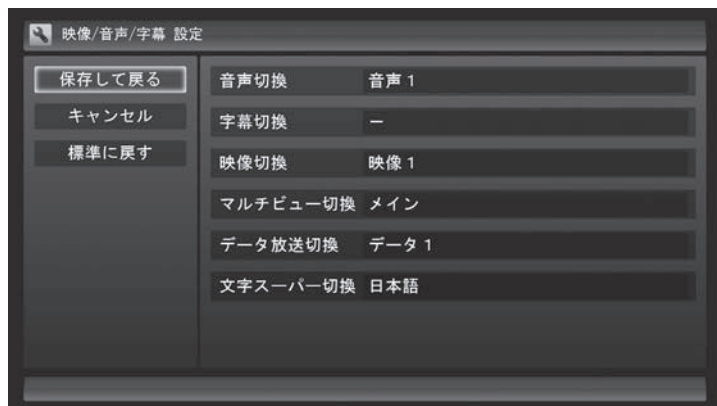 映像/音声/字幕 設定
保存して戻る
キャンセル
標準に戻す
音声切換 音声1
字幕切換 ー
映像切換 映像1
マルチビュー切換 メイン
データ放送切換 データ1
文字スーパー切換 日本語